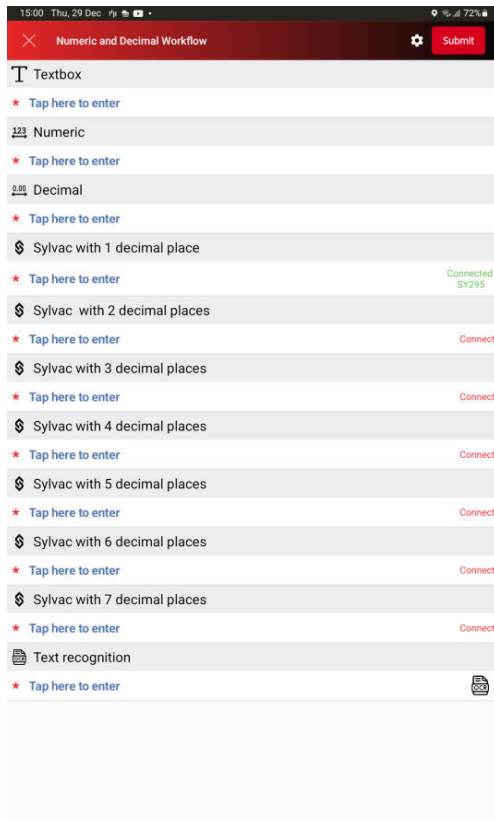 15:00 Thu, 29 Dec
72%
Numeric and Decimal Workflow
Submit
T Textbox
* Tap here to enter
123 Numeric
* Tap here to enter
0.00 Decimal
* Tap here to enter
Sylvac with 1 decimal place
* Tap here to enter
Connected
SY295
Sylvac with 2 decimal places
* Tap here to enter Connect
Sylvac with 3 decimal places
* Tap here to enter Connect
Sylvac with 4 decimal places
* Tap here to enter Connect
Sylvac with 5 decimal places
* Tap here to enter Connect
Sylvac with 6 decimal places
* Tap here to enter Connect
Sylvac with 7 decimal places
* Tap here to enter Connect
OCR Text recognition
* Tap here to enter OCR